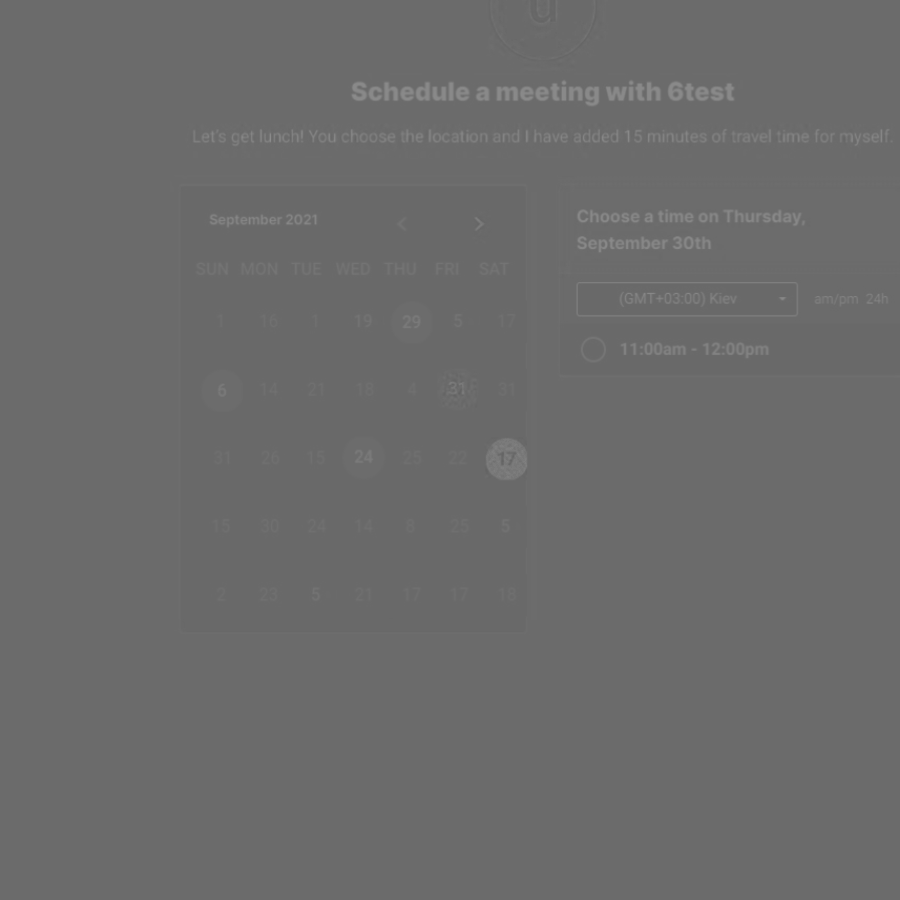 u
Schedule a meeting with 6test
Let's get lunch! You choose the location and I have added 15 minutes of travel time for myself.
September 2021
SUN MON TUE WED THU FRI SAT
1 16 1 19 29 5 17
6 14 21 18 4 31 31
31 26 15 24 25 22 17
15 30 24 14 8 25 5
2 23 5 21 17 17 18
Choose a time on Thursday,
September 30th
(GMT+03:00) Kiev am/pm 24h
11:00am - 12:00pm